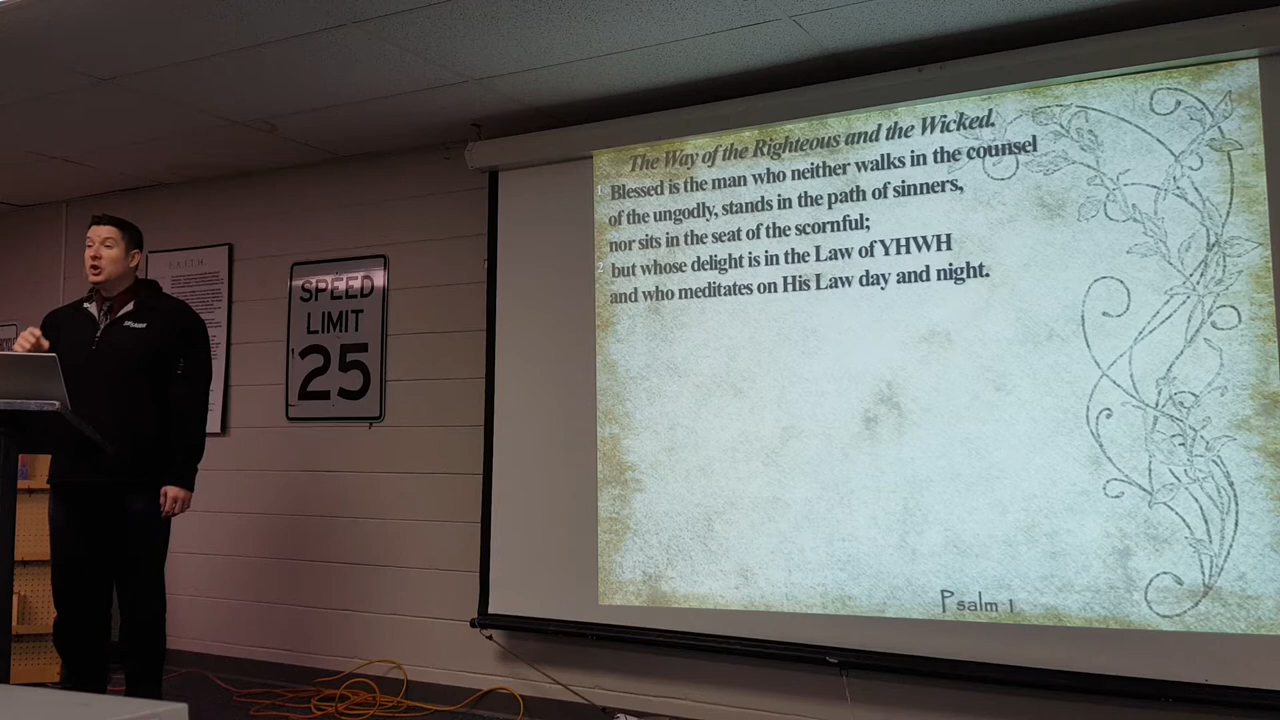 The Way of the Righteous and the Wicked.
1 Blessed is the man who neither walks in the counsel
of the ungodly, stands in the path of sinners,
nor sits in the seat of the scornful;
2 but whose delight is in the Law of YHWH
and who meditates on His Law day and night.
Psalm 1
F.A.I.T.H.
SPEED
LIMIT
25